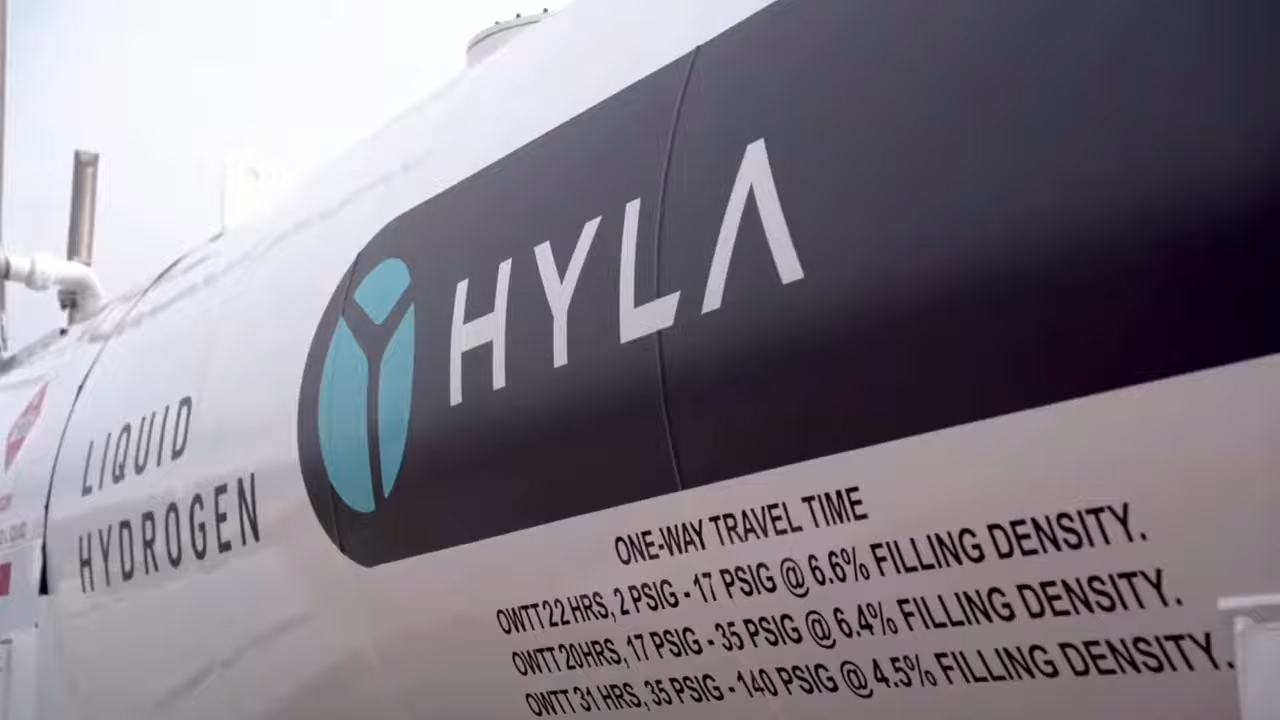 HYLA
LIQUID
HYDROGEN
ONE-WAY TRAVEL TIME
OWTT 22 HRS, 2 PSIG - 17 PSIG @ 6.6% FILLING DENSITY.
OWTT 20HRS, 17 PSIG - 35 PSIG @ 6.4% FILLING DENSITY.
OWTT 31 HRS, 35 PSIG - 140 PSIG @ 4.5% FILLING DENSITY.